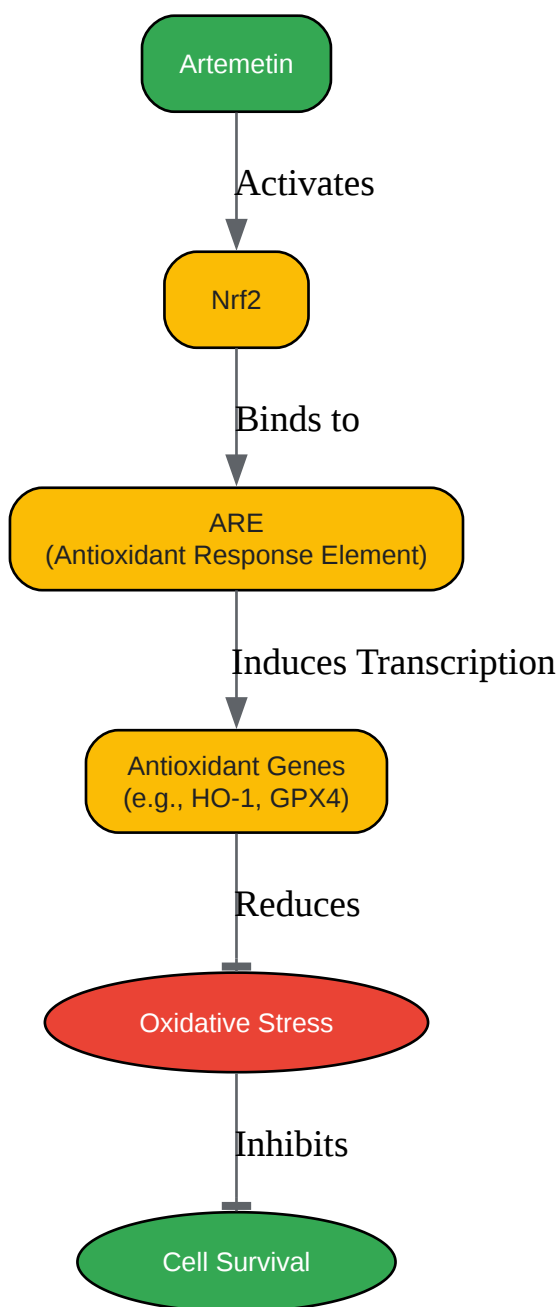 Artemetin
Activates
Nrf2
Binds to
ARE
(Antioxidant Response Element)
Induces Transcription
Antioxidant Genes
(e.g., HO-1, GPX4)
Reduces
Oxidative Stress
Inhibits
Cell Survival